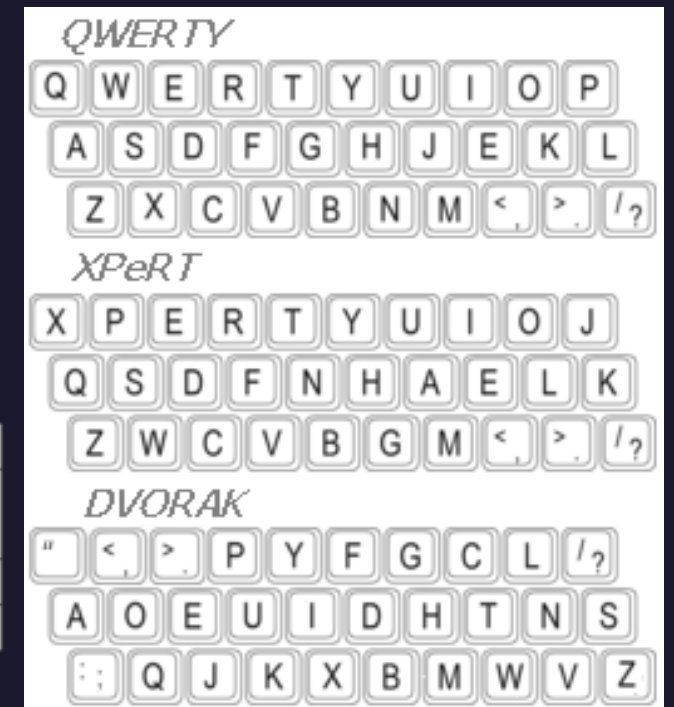 QWERTY
Q W E R T Y U I O P
A S D F G H J E K L
Z X C V B N M < , > . / ?
XPeRT
X P E R T Y U I O J
Q S D F N H A E L K
Z W C V B G M < , > . / ?
DVORAK
" < , > . P Y F G C L / ?
A O E U I D H T N S
: ; Q J K X B M W V Z